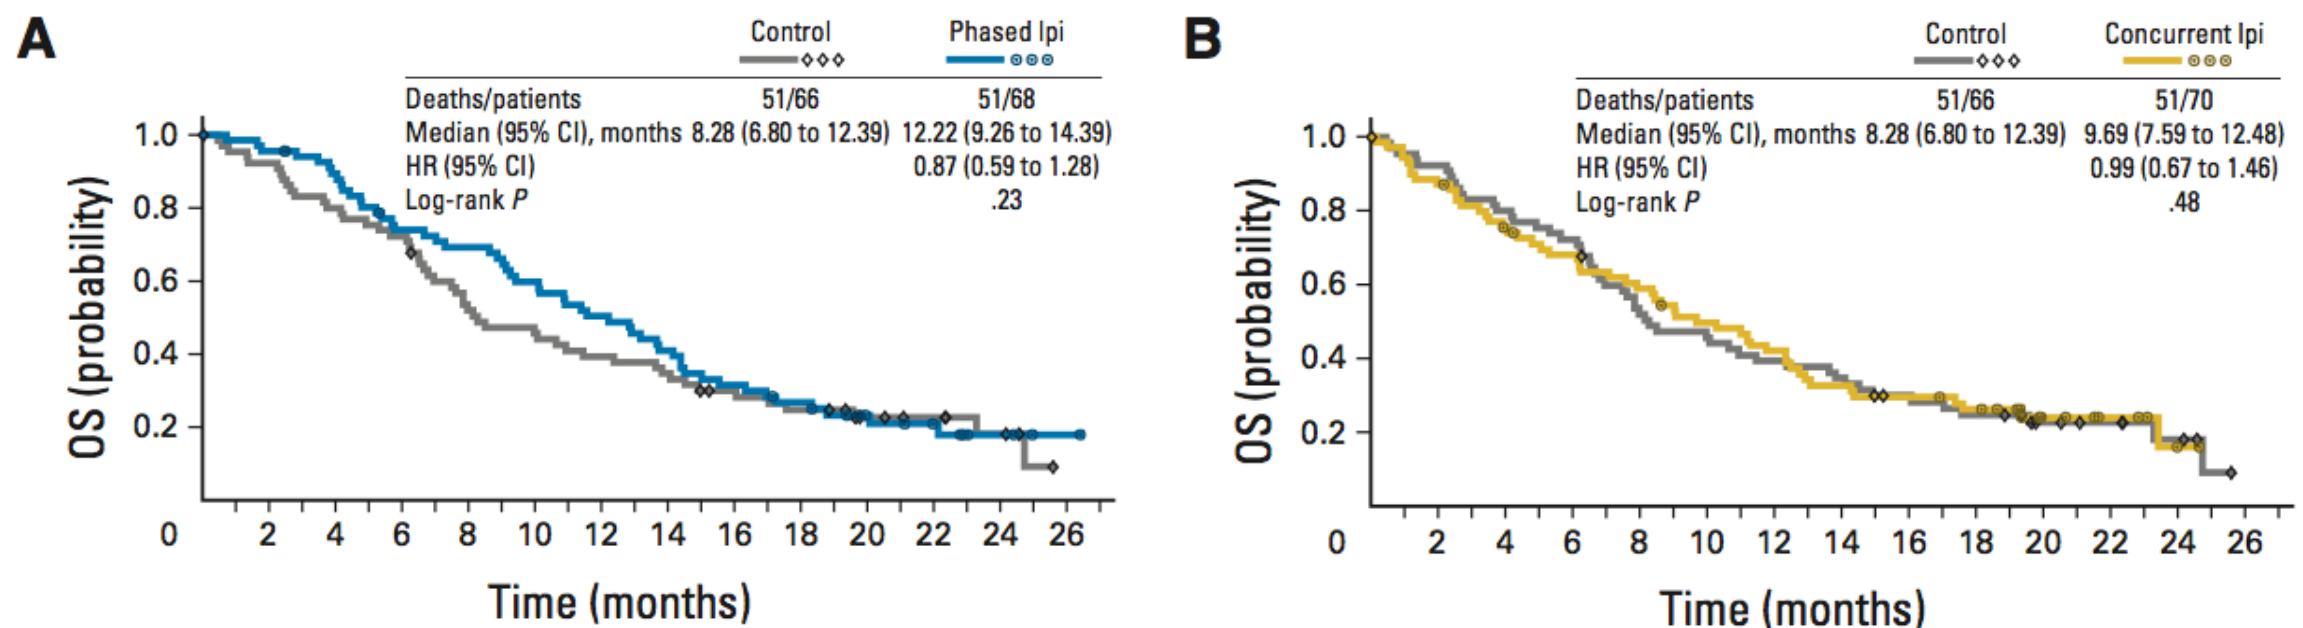 A
Control Phased Ipi
Deaths/patients 51/66 51/68
Median (95% CI), months 8.28 (6.80 to 12.39) 12.22 (9.26 to 14.39)
HR (95% CI) 0.87 (0.59 to 1.28)
Log-rank P .23
OS (probability)
1.0
0.8
0.6
0.4
0.2
0 2 4 6 8 10 12 14 16 18 20 22 24 26
Time (months)
B
Control Concurrent Ipi
Deaths/patients 51/66 51/70
Median (95% CI), months 8.28 (6.80 to 12.39) 9.69 (7.59 to 12.48)
HR (95% CI) 0.99 (0.67 to 1.46)
Log-rank P .48
OS (probability)
1.0
0.8
0.6
0.4
0.2
0 2 4 6 8 10 12 14 16 18 20 22 24 26
Time (months)